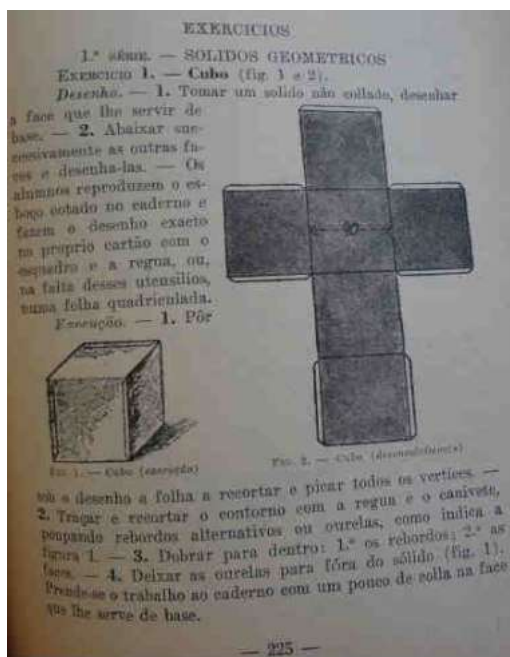 EXERCICIOS
1.ª SÉRIE. — SOLIDOS GEOMETRICOS
EXERCICIO 1. — Cubo (fig. 1 e 2).
Desenho. — 1. Tomar um solido não collado, desenhar
a face que lhe servir de
base. — 2. Abaixar suc-
cessivamente as outras fa-
ces e desenha-las. — Os
alumnos reproduzem o es-
boço cotado no caderno e
fazem o desenho exacto
no proprio cartão com o
esquadro e a regua, ou,
na falta desses utensilios,
numa folha quadriculada.
Execução. — 1. Pôr
FIG. 1. — Cubo (execução)
FIG. 2. — Cubo
sob o desenho a folha a recortar e picar todos os vertices. —
2. Traçar e recortar o contorno com a regua e o canivete,
poupando rebordos alternativos ou ourelas, como indica a
figura 1. — 3. Dobrar para dentro: 1.º os rebordos; 2.º as
faces. — 4. Deixar as ourelas para fóra do sólido (fig. 1).
Prende-se o trabalho ao caderno com um pouco de colla na face
que lhe serve de base.
— 225 —